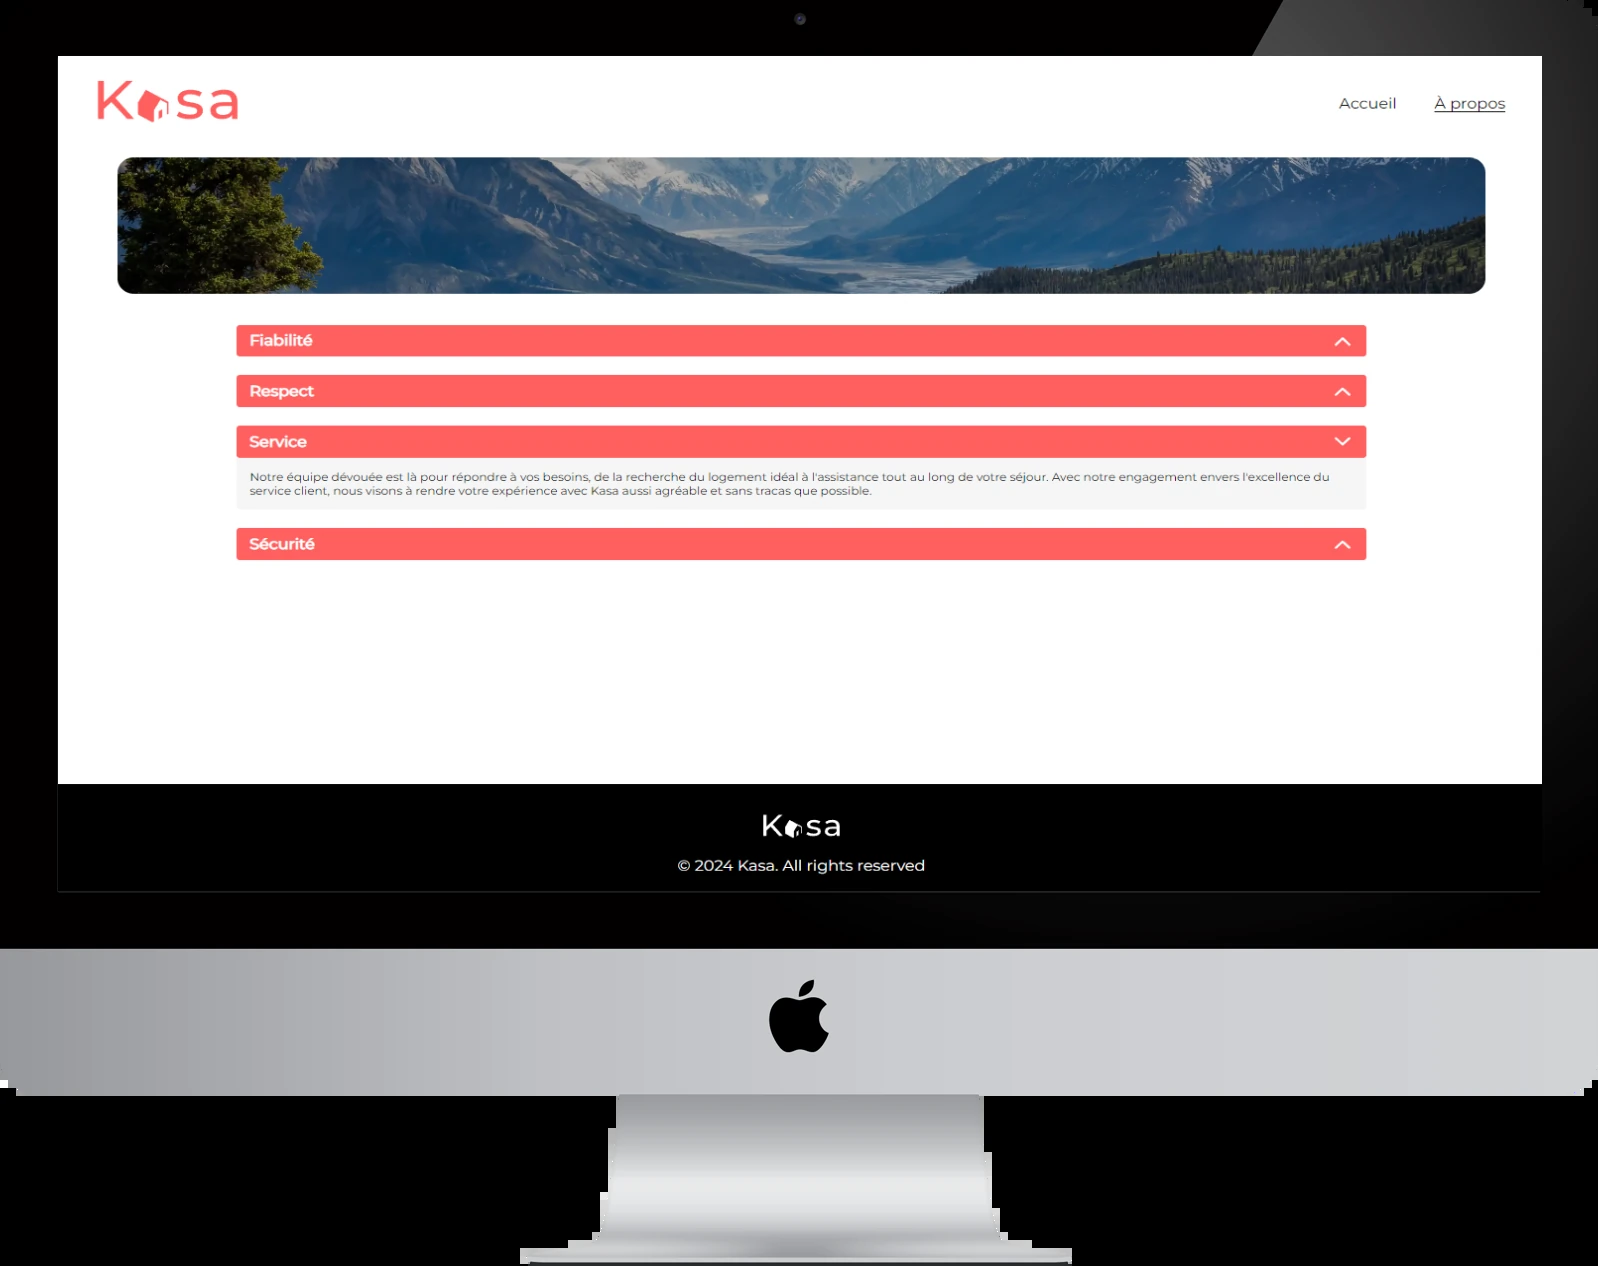 Kasa
Accueil
À propos
Fiabilité
Respect
Service
Notre équipe dévouée est là pour répondre à vos besoins, de la recherche du logement idéal à l'assistance tout au long de votre séjour. Avec notre engagement envers l'excellence du
service client, nous visons à rendre votre expérience avec Kasa aussi agréable et sans tracas que possible.
Sécurité
Kasa
© 2024 Kasa. All rights reserved